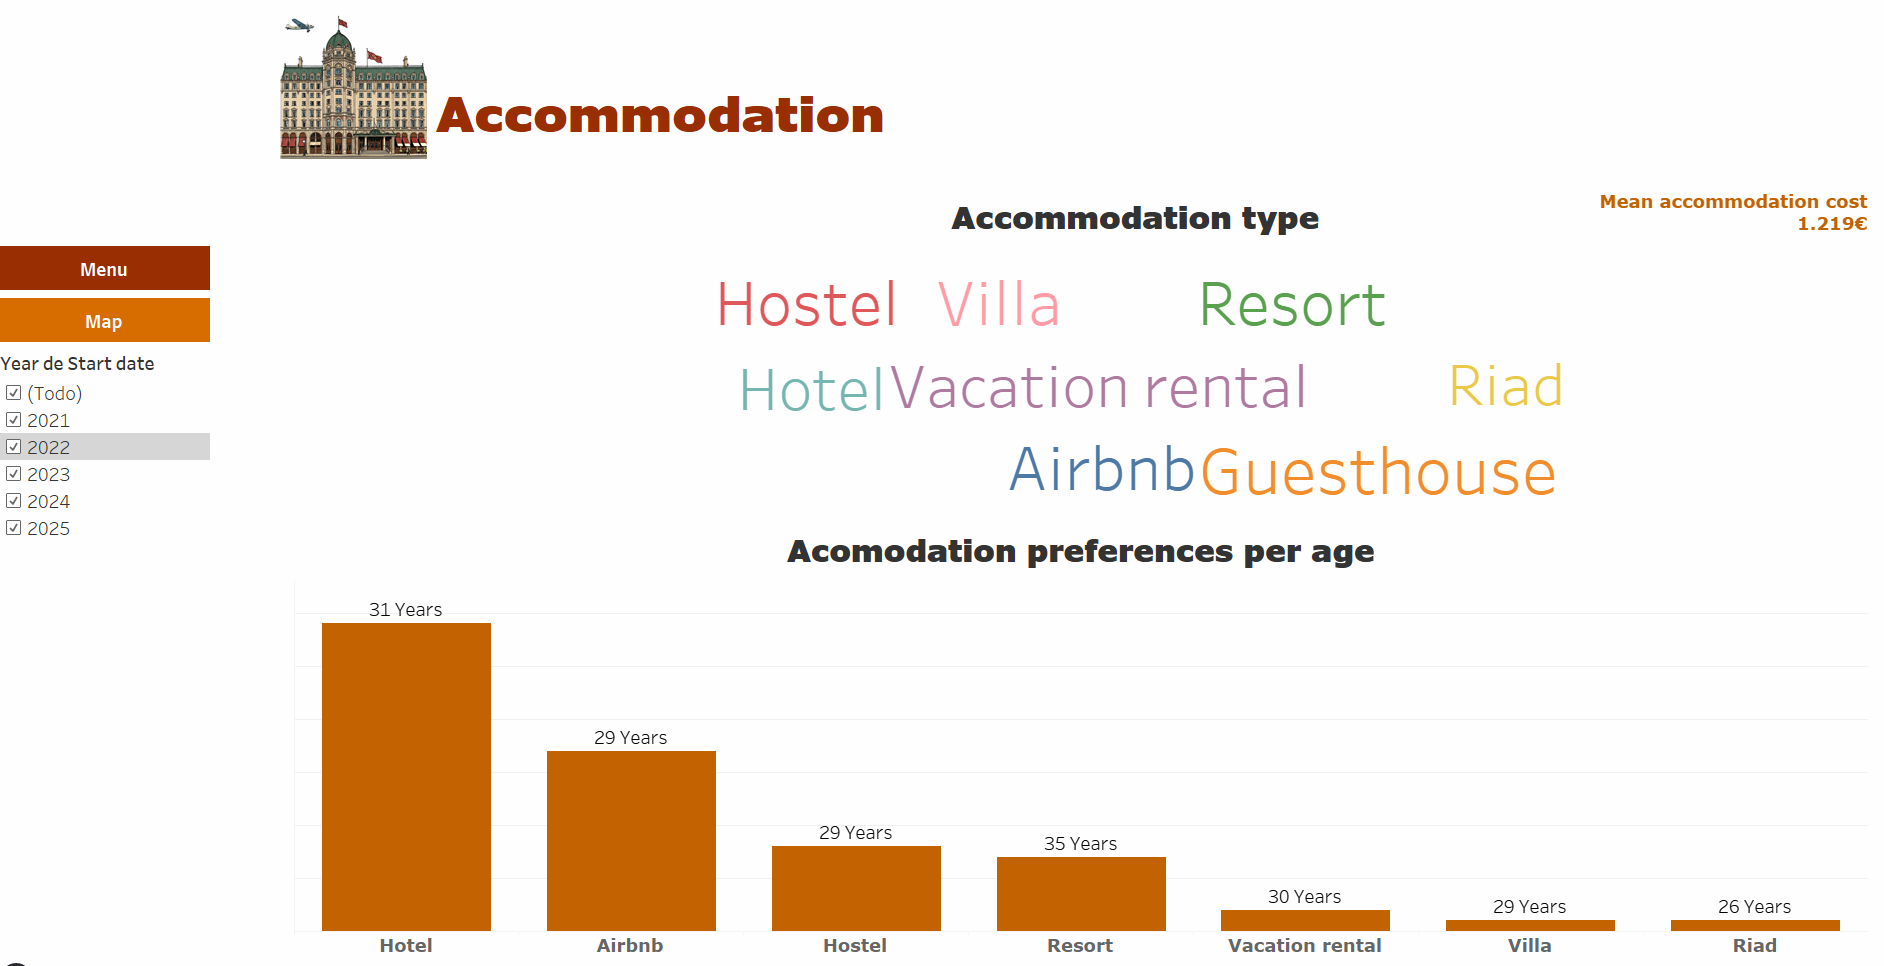 Accommodation
Accommodation type
Mean accommodation cost
1.219€
Menu
Map
Year de Start date
(Todo)
2021
2022
2023
2024
2025
Hostel Villa Resort
Hotel Vacation rental Riad
Airbnb Guesthouse
Acomodation preferences per age
31 Years
29 Years
29 Years
35 Years
30 Years
29 Years
26 Years
Hotel Airbnb Hostel Resort Vacation rental Villa Riad